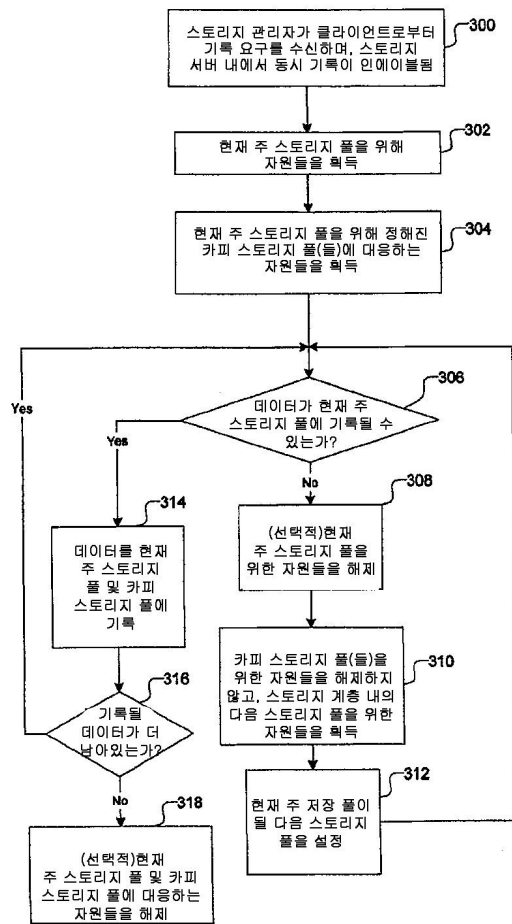 스토리지 관리자가 클라이언트로부터
기록 요구를 수신하며, 스토리지
서버 내에서 동시 기록이 인에이블됨
300
현재 주 스토리지 풀을 위해
자원들을 획득
302
현재 주 스토리지 풀을 위해 정해진
카피 스토리지 풀(들)에 대응하는
자원들을 획득
304
306
데이터가 현재 주
스토리지 풀에 기록될 수
있는가?
Yes
Yes
No
308
(선택적)현재
주 스토리지 풀을
위한 자원들을 해제
314
데이터를 현재
주 스토리지
풀 및 카피
스토리지 풀에
기록
카피 스토리지 풀(들)을
위한 자원들을 해제하지
않고, 스토리지 계층 내의
다음 스토리지 풀을 위한
자원들을 획득
310
316
기록될
데이터가 더
남아있는가?
312
현재 주 저장 풀이
될 다음 스토리지
풀을 설정
No
318
(선택적)현재
주 스토리지 풀 및 카피
스토리지 풀에 대응하는
자원들을 해제